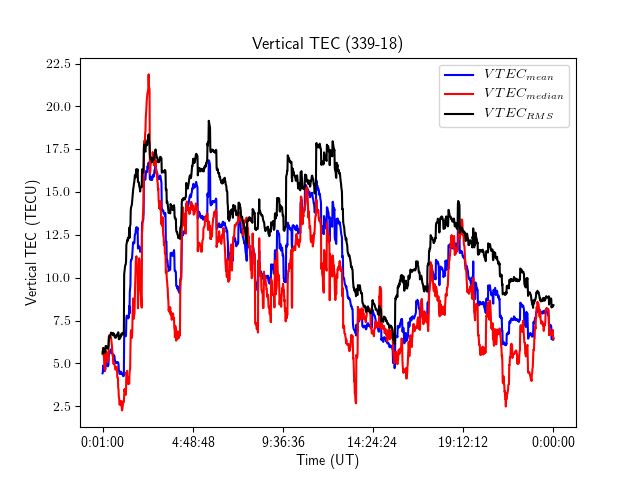 Vertical TEC (339-18)
VTEC_mean
VTEC_median
VTEC_RMS
Vertical TEC (TECU)
22.5
20.0
17.5
15.0
12.5
10.0
7.5
5.0
2.5
0:01:00 4:48:48 9:36:36 14:24:24 19:12:12 0:00:00
Time (UT)